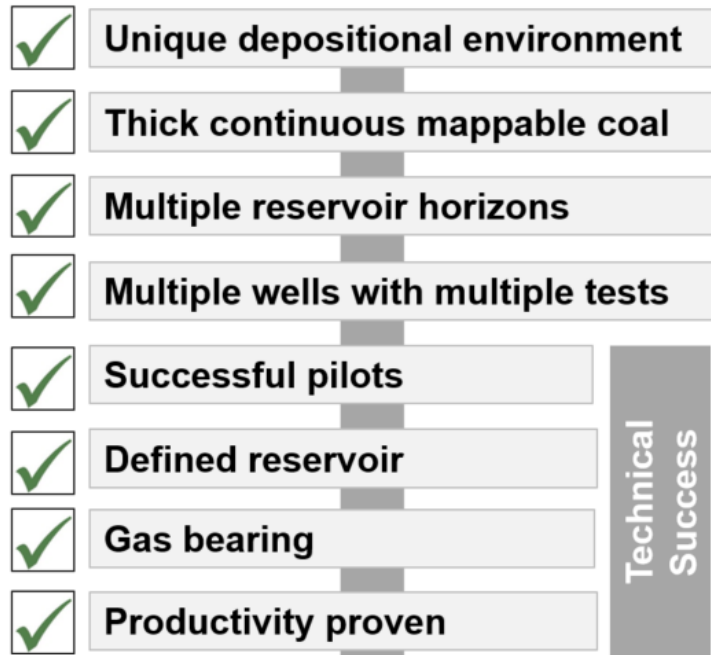 Unique depositional environment
Thick continuous mappable coal
Multiple reservoir horizons
Multiple wells with multiple tests
Successful pilots
Defined reservoir
Gas bearing
Productivity proven
Technical
Success